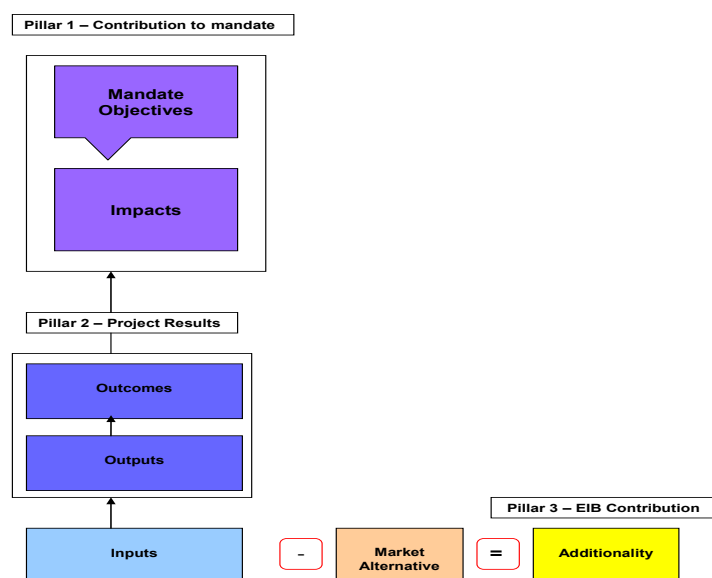 Pillar 1 – Contribution to mandate
Mandate
Objectives
Impacts
Pillar 2 – Project Results
Outcomes
Outputs
Pillar 3 – EIB Contribution
Inputs
-
Market
Alternative
=
Additionality